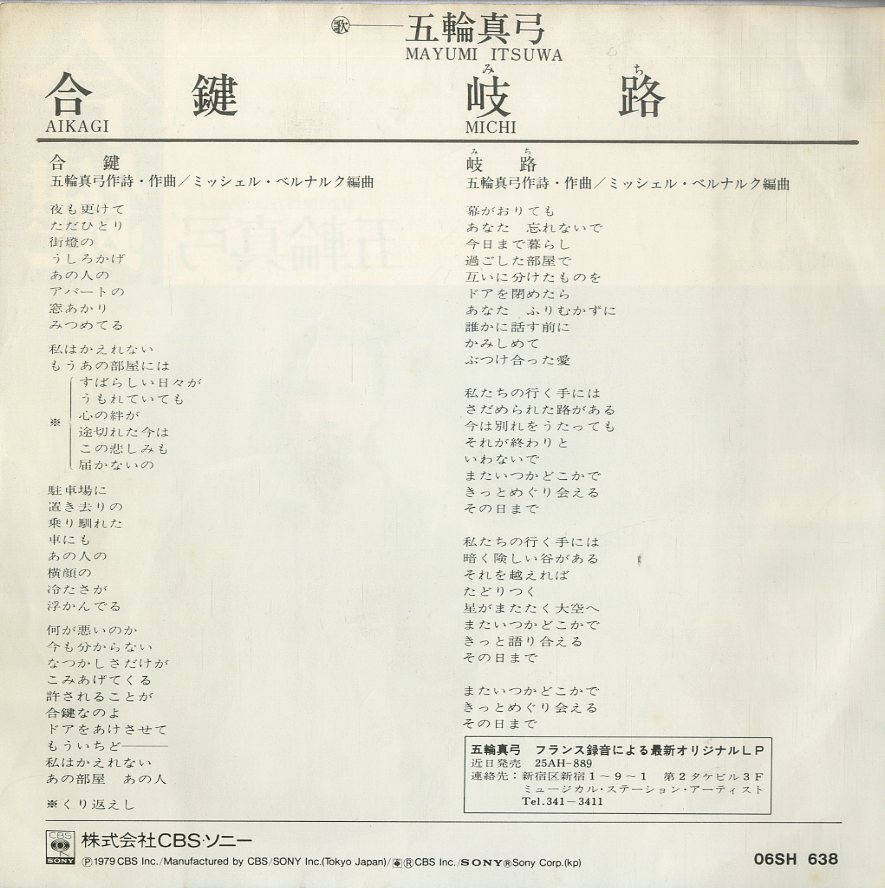 歌 五輪真弓
MAYUMI ITSUWA
合鍵
AIKAGI
み ち
岐路
MICHI
合鍵
五輪真弓作詩・作曲／ミッシェル・ベルナルク編曲
夜も更けて
ただひとり
街燈の
うしろかげ
あの人の
アパートの
窓あかり
みつめてる
私はかえれない
もうあの部屋には
※
すばらしい日々が
うもれていても
心の絆が
途切れた今は
この悲しみも
届かないの
駐車場に
置き去りの
乗り馴れた
車にも
あの人の
横顔の
冷たさが
浮かんでる
何が悪いのか
今も分からない
なつかしさだけが
こみあげてくる
許されることが
合鍵なのよ
ドアをあけさせて
もういちど———
私はかえれない
あの部屋　あの人
※くり返えし
み ち
岐路
五輪真弓作詩・作曲／ミッシェル・ベルナルク編曲
幕がおりても
あなた　忘れないで
今日まで暮らし
過ごした部屋で
互いに分けたものを
ドアを閉めたら
あなた　ふりむかずに
誰かに話す前に
かみしめて
ぶつけ合った愛
私たちの行く手には
さだめられた路がある
今は別れをうたっても
それが終わりと
いわないで
またいつかどこかで
きっとめぐり会える
その日まで
私たちの行く手には
暗く険しい谷がある
それを越えれば
たどりつく
星がまたたく大空へ
またいつかどこかで
きっと語り合える
その日まで
またいつかどこかで
きっとめぐり会える
その日まで
五輪真弓　フランス録音による最新オリジナルＬＰ
近日発売　25AH-889
連絡先：新宿区新宿１－９－１　第２タケビル３Ｆ
ミュージカル・ステーション・アーティスト
Tel.341－3411
CBS
SONY
株式会社CBS・ソニー
Ⓟ1979 CBS Inc./Manufactured by CBS/SONY Inc.(Tokyo Japan)/ⓇCBS Inc./SONY®Sony Corp.(kp)
06SH 638